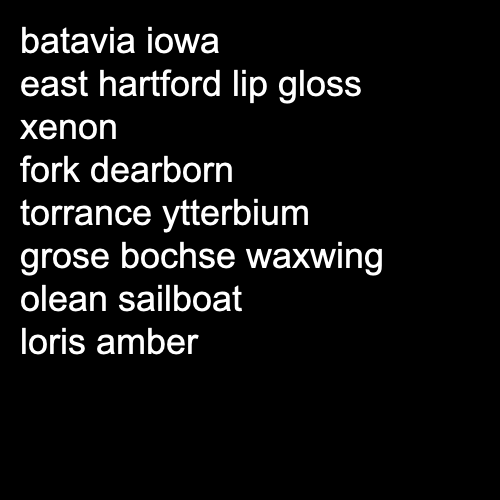 batavia iowa
east hartford lip gloss
xenon
fork dearborn
torrance ytterbium
grose bochse waxwing
olean sailboat
loris amber